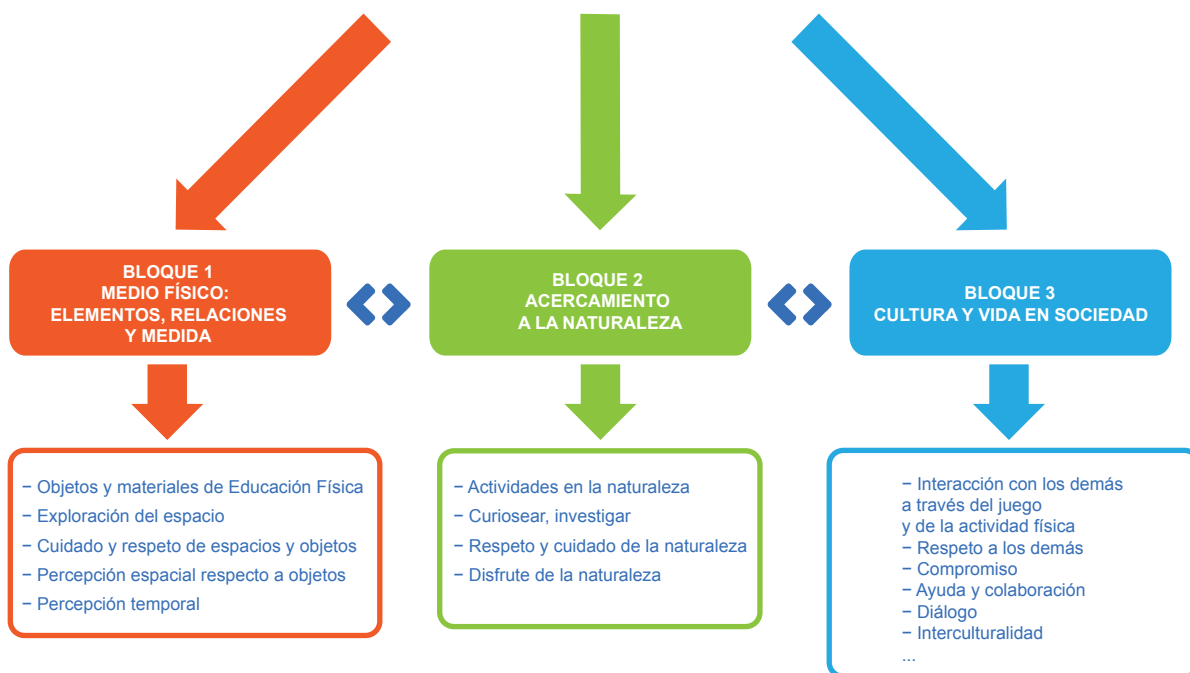 BLOQUE 1
MEDIO FÍSICO:
ELEMENTOS, RELACIONES
Y MEDIDA
BLOQUE 2
ACERCAMIENTO
A LA NATURALEZA
BLOQUE 3
CULTURA Y VIDA EN SOCIEDAD
− Objetos y materiales de Educación Física
− Exploración del espacio
− Cuidado y respeto de espacios y objetos
− Percepción espacial respecto a objetos
− Percepción temporal
− Actividades en la naturaleza
− Curiosear, investigar
− Respeto y cuidado de la naturaleza
− Disfrute de la naturaleza
− Interacción con los demás
a través del juego
y de la actividad física
− Respeto a los demás
− Compromiso
− Ayuda y colaboración
− Diálogo
− Interculturalidad
...